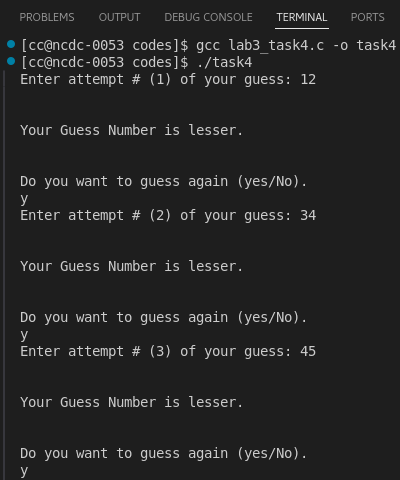 PROBLEMS OUTPUT DEBUG CONSOLE TERMINAL PORTS
[cc@ncdc-0053 codes]$ gcc lab3_task4.c -o task4
[cc@ncdc-0053 codes]$ ./task4
Enter attempt # (1) of your guess: 12
Your Guess Number is lesser.
Do you want to guess again (yes/No).
y
Enter attempt # (2) of your guess: 34
Your Guess Number is lesser.
Do you want to guess again (yes/No).
y
Enter attempt # (3) of your guess: 45
Your Guess Number is lesser.
Do you want to guess again (yes/No).
y